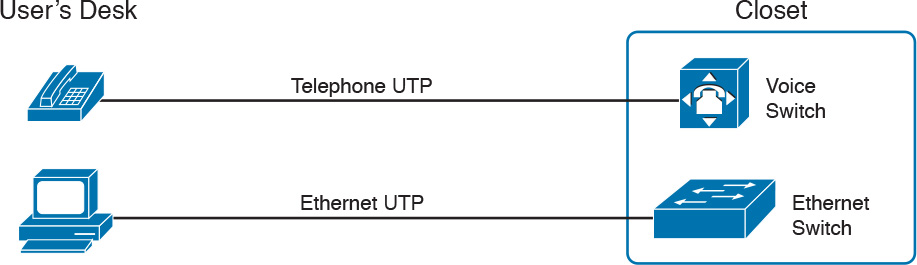 User's Desk
Closet
Telephone UTP
Voice
Switch
Ethernet UTP
Ethernet
Switch